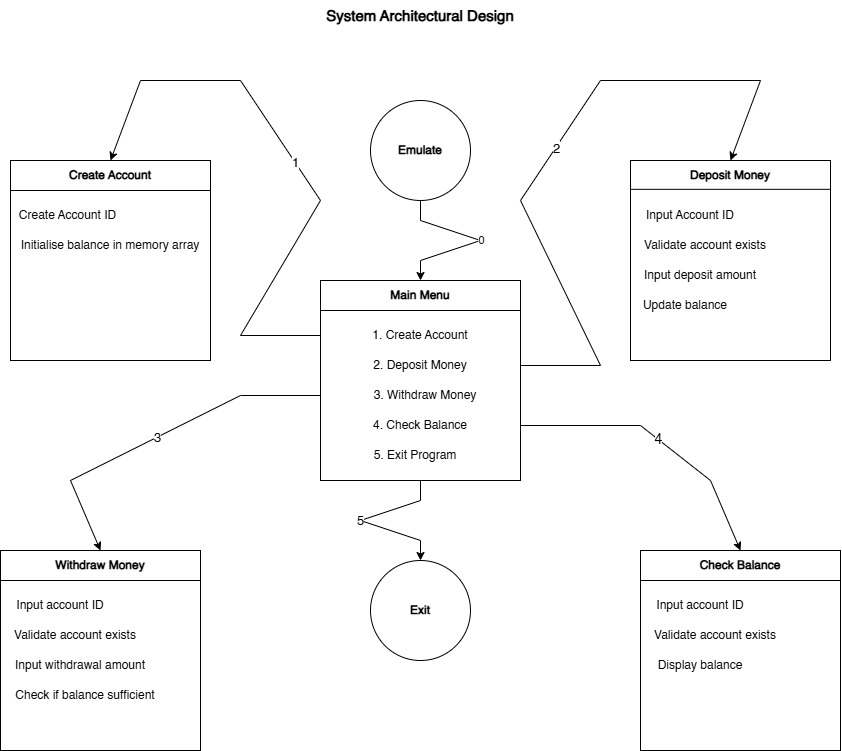 System Architectural Design
Emulate
0
1
2
Create Account
Create Account ID
Initialise balance in memory array
Deposit Money
Input Account ID
Validate account exists
Input deposit amount
Update balance
Main Menu
1. Create Account
2. Deposit Money
3. Withdraw Money
4. Check Balance
5. Exit Program
3
4
5
Exit
Withdraw Money
Input account ID
Validate account exists
Input withdrawal amount
Check if balance sufficient
Check Balance
Input account ID
Validate account exists
Display balance